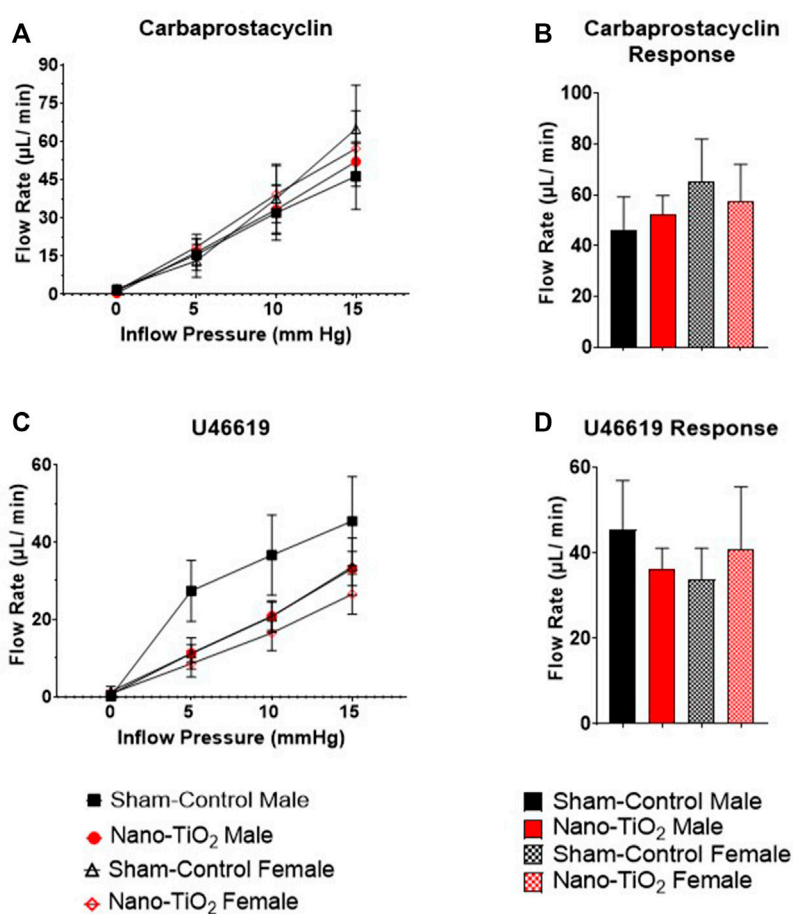 A
Carbaprostacyclin
90
75
60
45
30
15
0
Flow Rate (µL/ min)
0 5 10 15
Inflow Pressure (mm Hg)
B
Carbaprostacyclin
Response
100
80
60
40
20
0
Flow Rate (µL/ min)
C
U46619
60
40
20
0
Flow Rate (µL/ min)
0 5 10 15
Inflow Pressure (mmHg)
D
U46619 Response
60
40
20
0
Flow Rate (µL/ min)
Sham-Control Male
Nano-TiO₂ Male
Sham-Control Female
Nano-TiO₂ Female
Sham-Control Male
Nano-TiO₂ Male
Sham-Control Female
Nano-TiO₂ Female